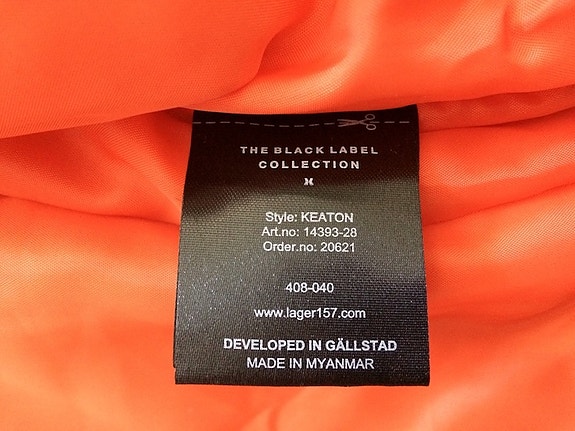 THE BLACK LABEL
COLLECTION
Style: KEATON
Art.no: 14393-28
Order.no: 20621
408-040
www.lager157.com
DEVELOPED IN GÄLLSTAD
MADE IN MYANMAR